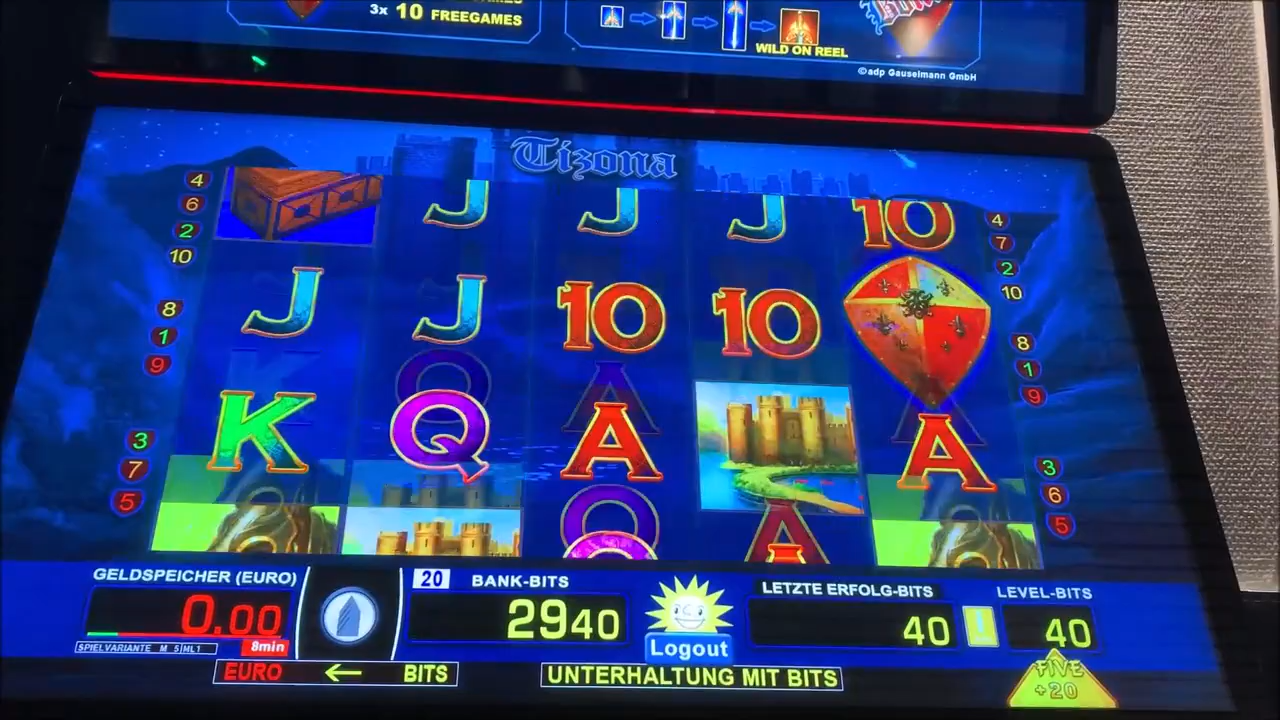 3x 10 FREEGAMES
WILD ON REEL
©adp Gauselmann GmbH
Tizona
4
6
2
10
8
1
9
3
7
5
J J J 10
J J 10 10
K Q A A
Q A
4
7
2
10
8
1
9
3
6
5
GELDSPEICHER (EURO)
0.00
SPIELVARIANTE M 5|ML1
8min
20 BANK-BITS
2940
Logout
LETZTE ERFOLG-BITS
40
LEVEL-BITS
40
EURO ← BITS
UNTERHALTUNG MIT BITS
FIVE
+20